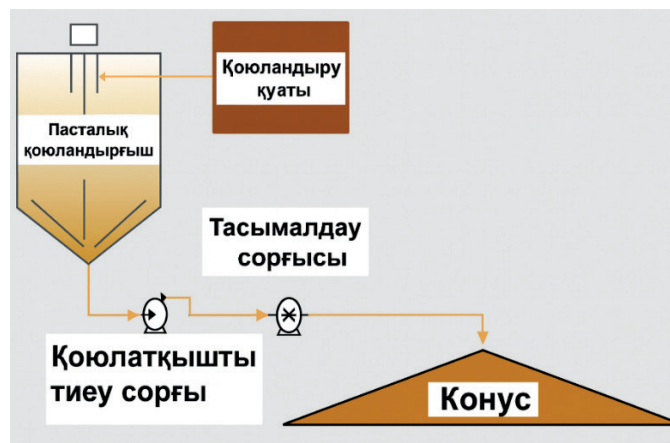 Қоюландыру
қуаты
Пасталық
қоюландырғыш
Тасымалдау
сорғысы
Қоюлатқышты
тиеу сорғы
Конус